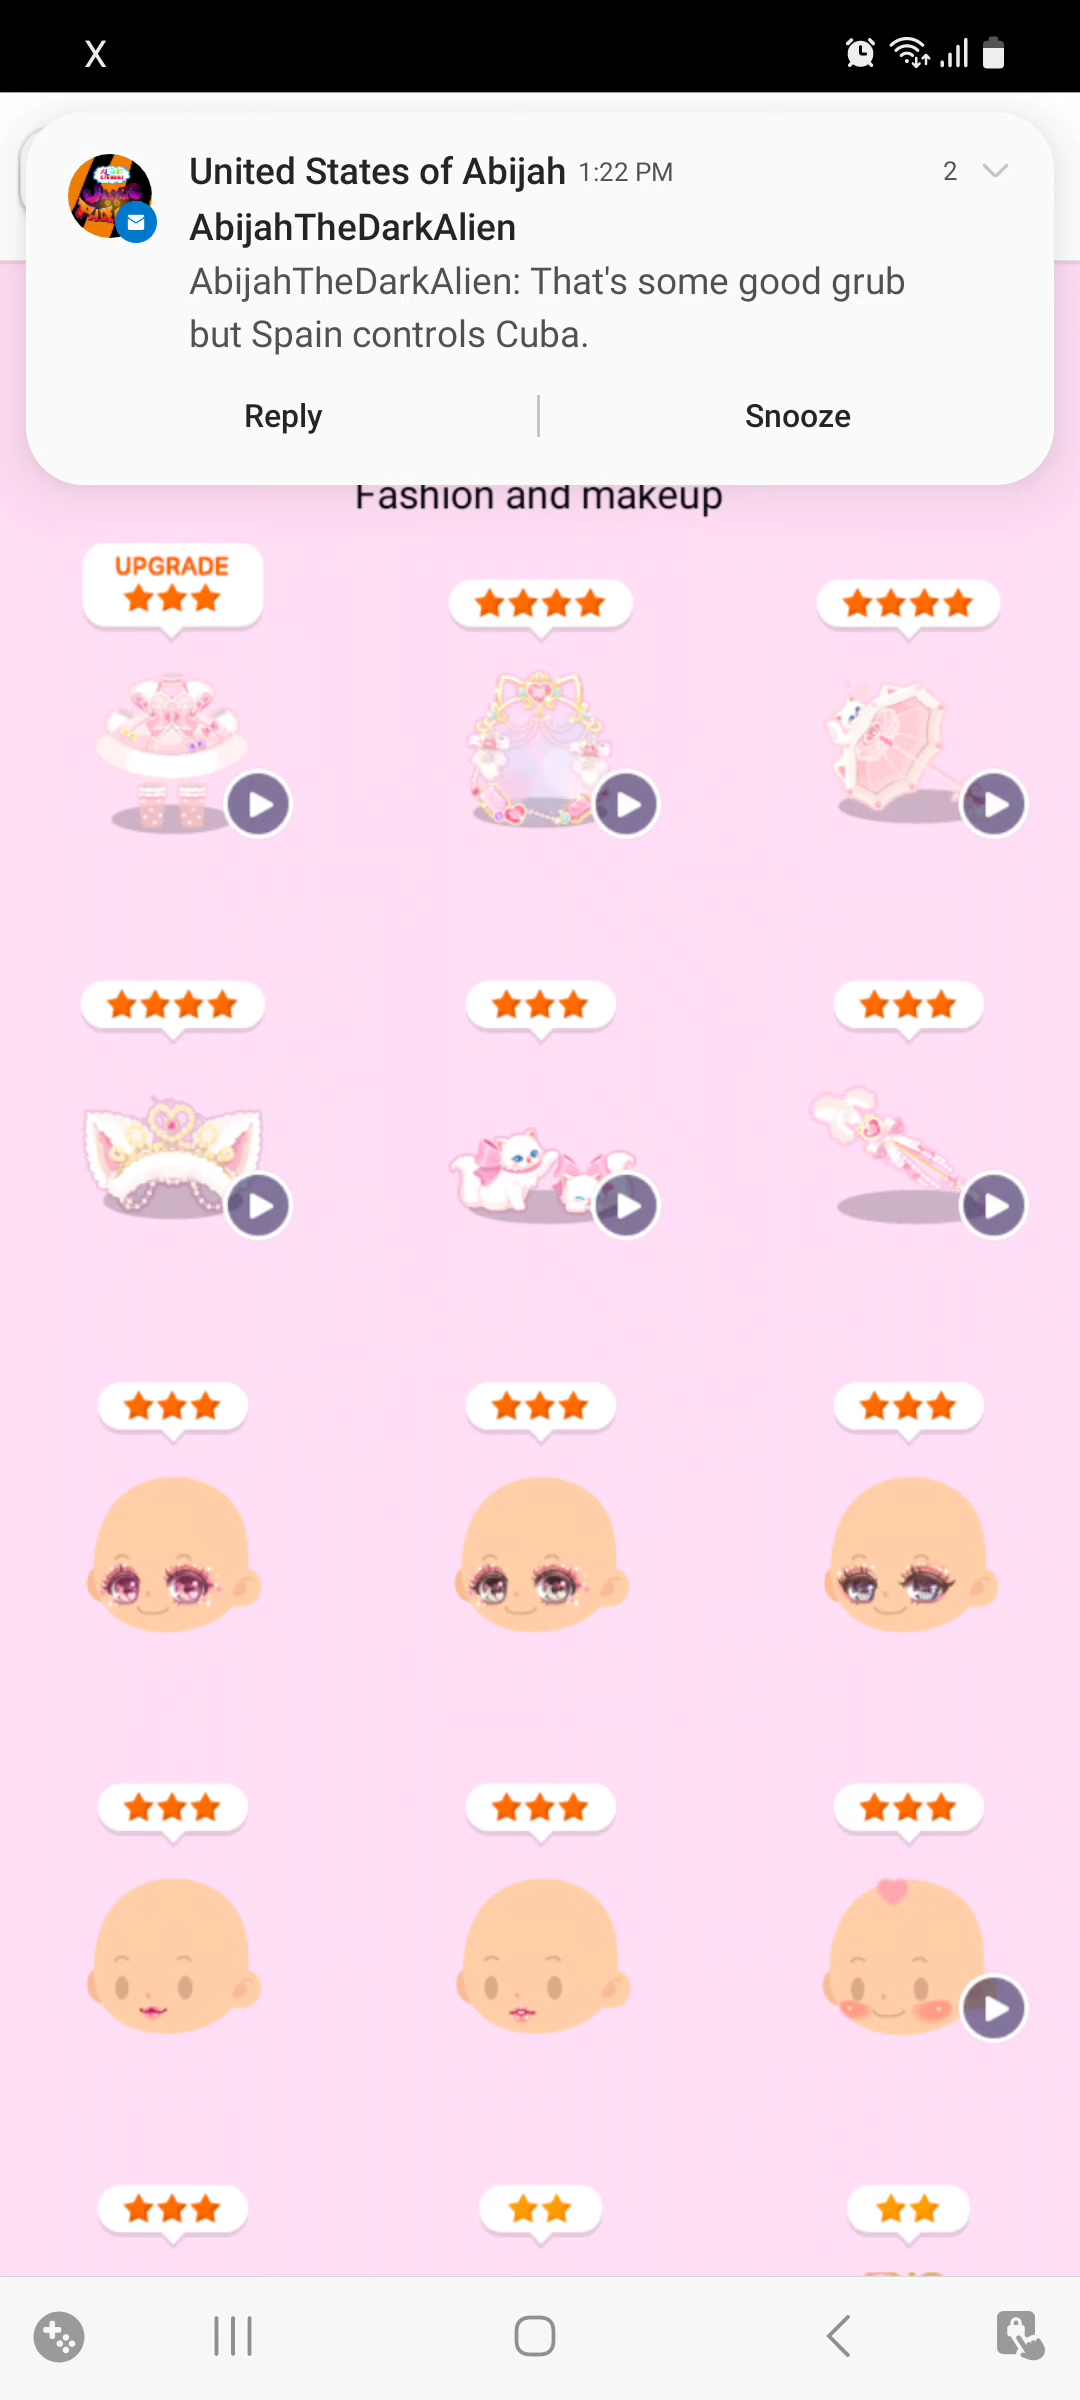 X
United States of Abijah 1:22 PM 2
AbijahTheDarkAlien
AbijahTheDarkAlien: That's some good grub
but Spain controls Cuba.
Reply Snooze
Fashion and makeup
UPGRADE